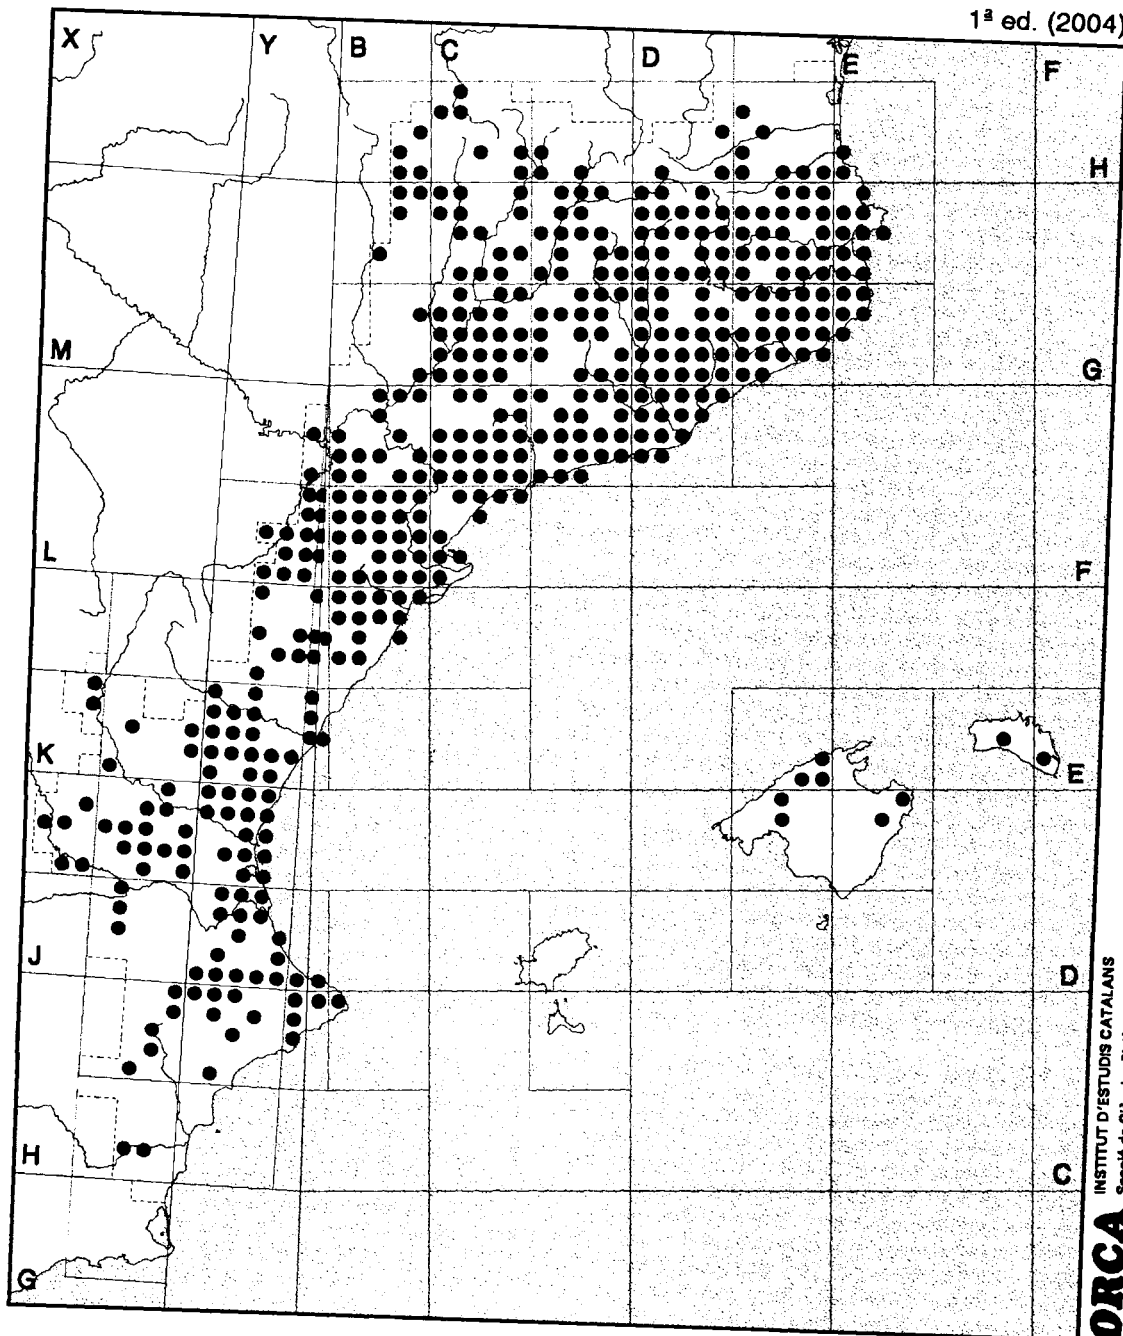 1ª ed. (2004)
X Y B C D E F
H
M G
L F
K E
J D
H C
G
INSTITUT D'ESTUDIS CATALANS
ORCA